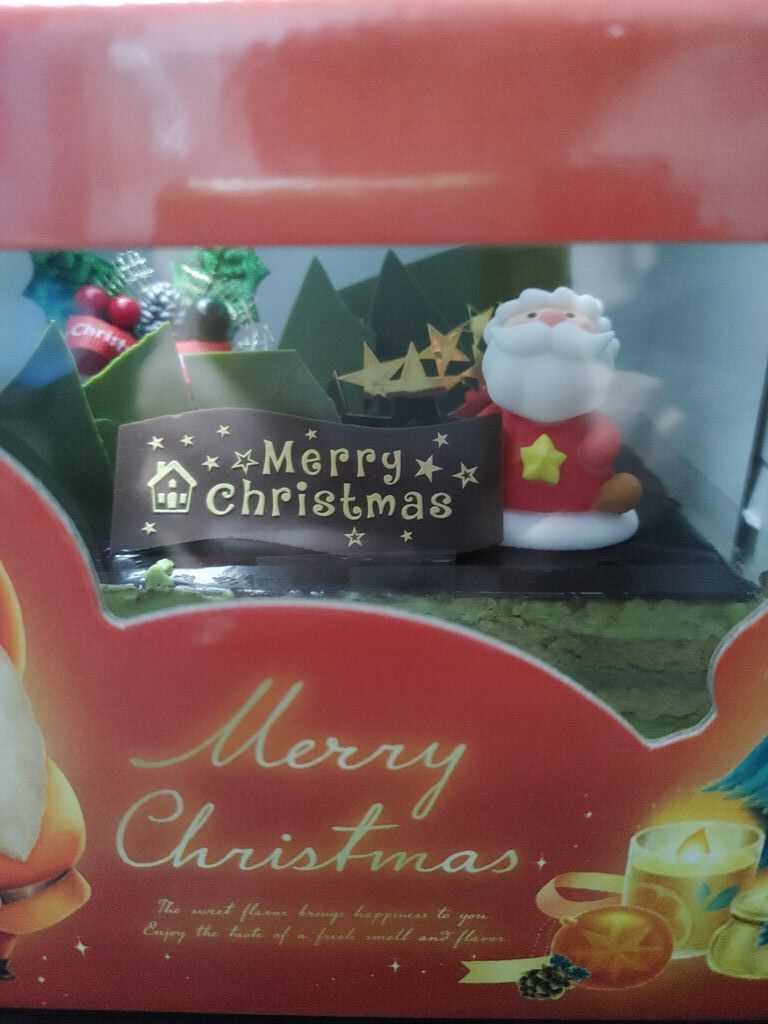 Christ
Merry
christmas
Merry
Christmas
The sweet flavor brings happiness to you.
Enjoy the taste of a fresh smell and flavor